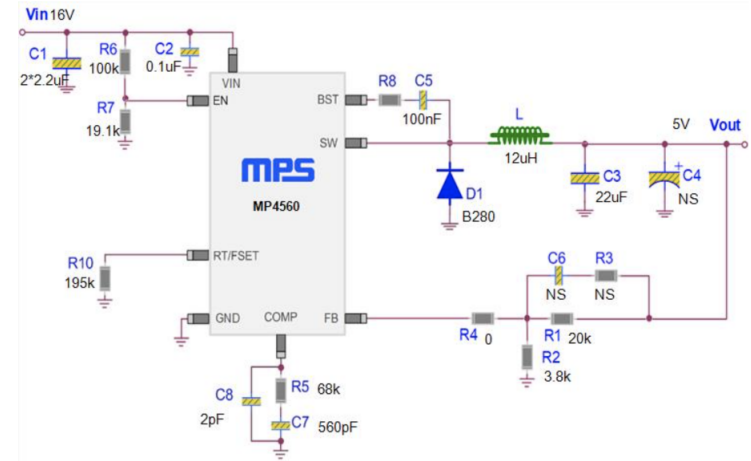 Vin 16V
C1
2*2.2uF
R6
100k
C2
0.1uF
R7
19.1k
VIN
EN
BST
SW
R8
C5
100nF
L
12uH
5V
Vout
mps
MP4560
D1
B280
C3
22uF
+
C4
NS
R10
195k
RT/FSET
GND
COMP
FB
C6
NS
R3
NS
R4 0
R1 20k
R2
3.8k
C8
2pF
R5 68k
C7 560pF